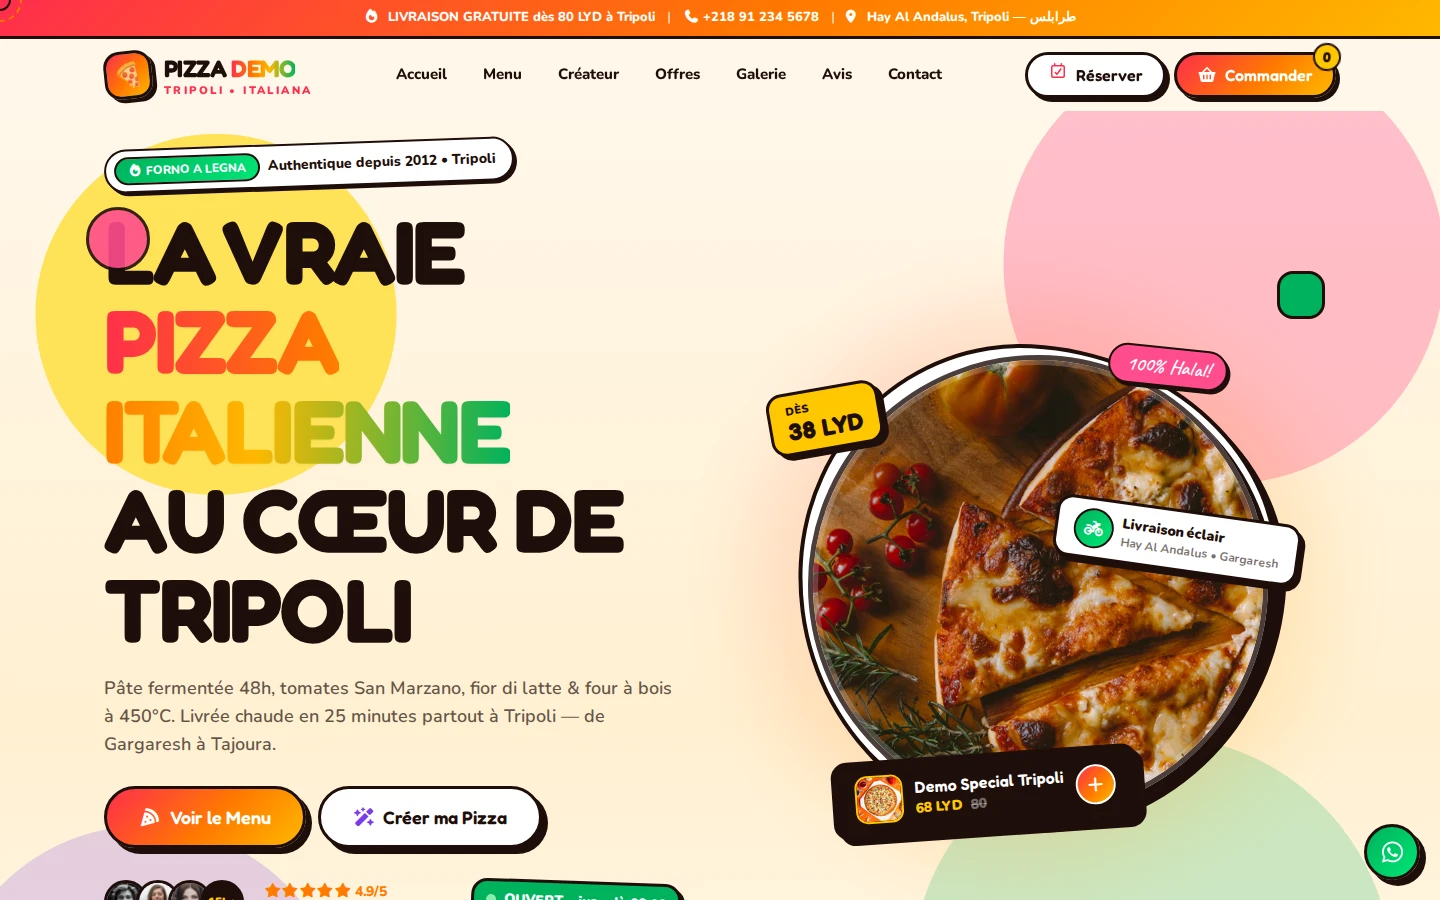 LIVRAISON GRATUITE dès 80 LYD à Tripoli | +218 91 234 5678 | Hay Al Andalus, Tripoli — طرابلس
PIZZA DEMO
TRIPOLI • ITALIANA
Accueil Menu Créateur Offres Galerie Avis Contact
Réserver
Commander
0
FORNO A LEGNA Authentique depuis 2012 • Tripoli
LA VRAIE
PIZZA
ITALIENNE
AU CŒUR DE
TRIPOLI
Pâte fermentée 48h, tomates San Marzano, fior di latte & four à bois
à 450°C. Livrée chaude en 25 minutes partout à Tripoli — de
Gargaresh à Tajoura.
Voir le Menu
Créer ma Pizza
4.9/5
OUVERT
100% Halal!
DÈS
38 LYD
Livraison éclair
Hay Al Andalus • Gargaresh
Demo Special Tripoli
68 LYD 80